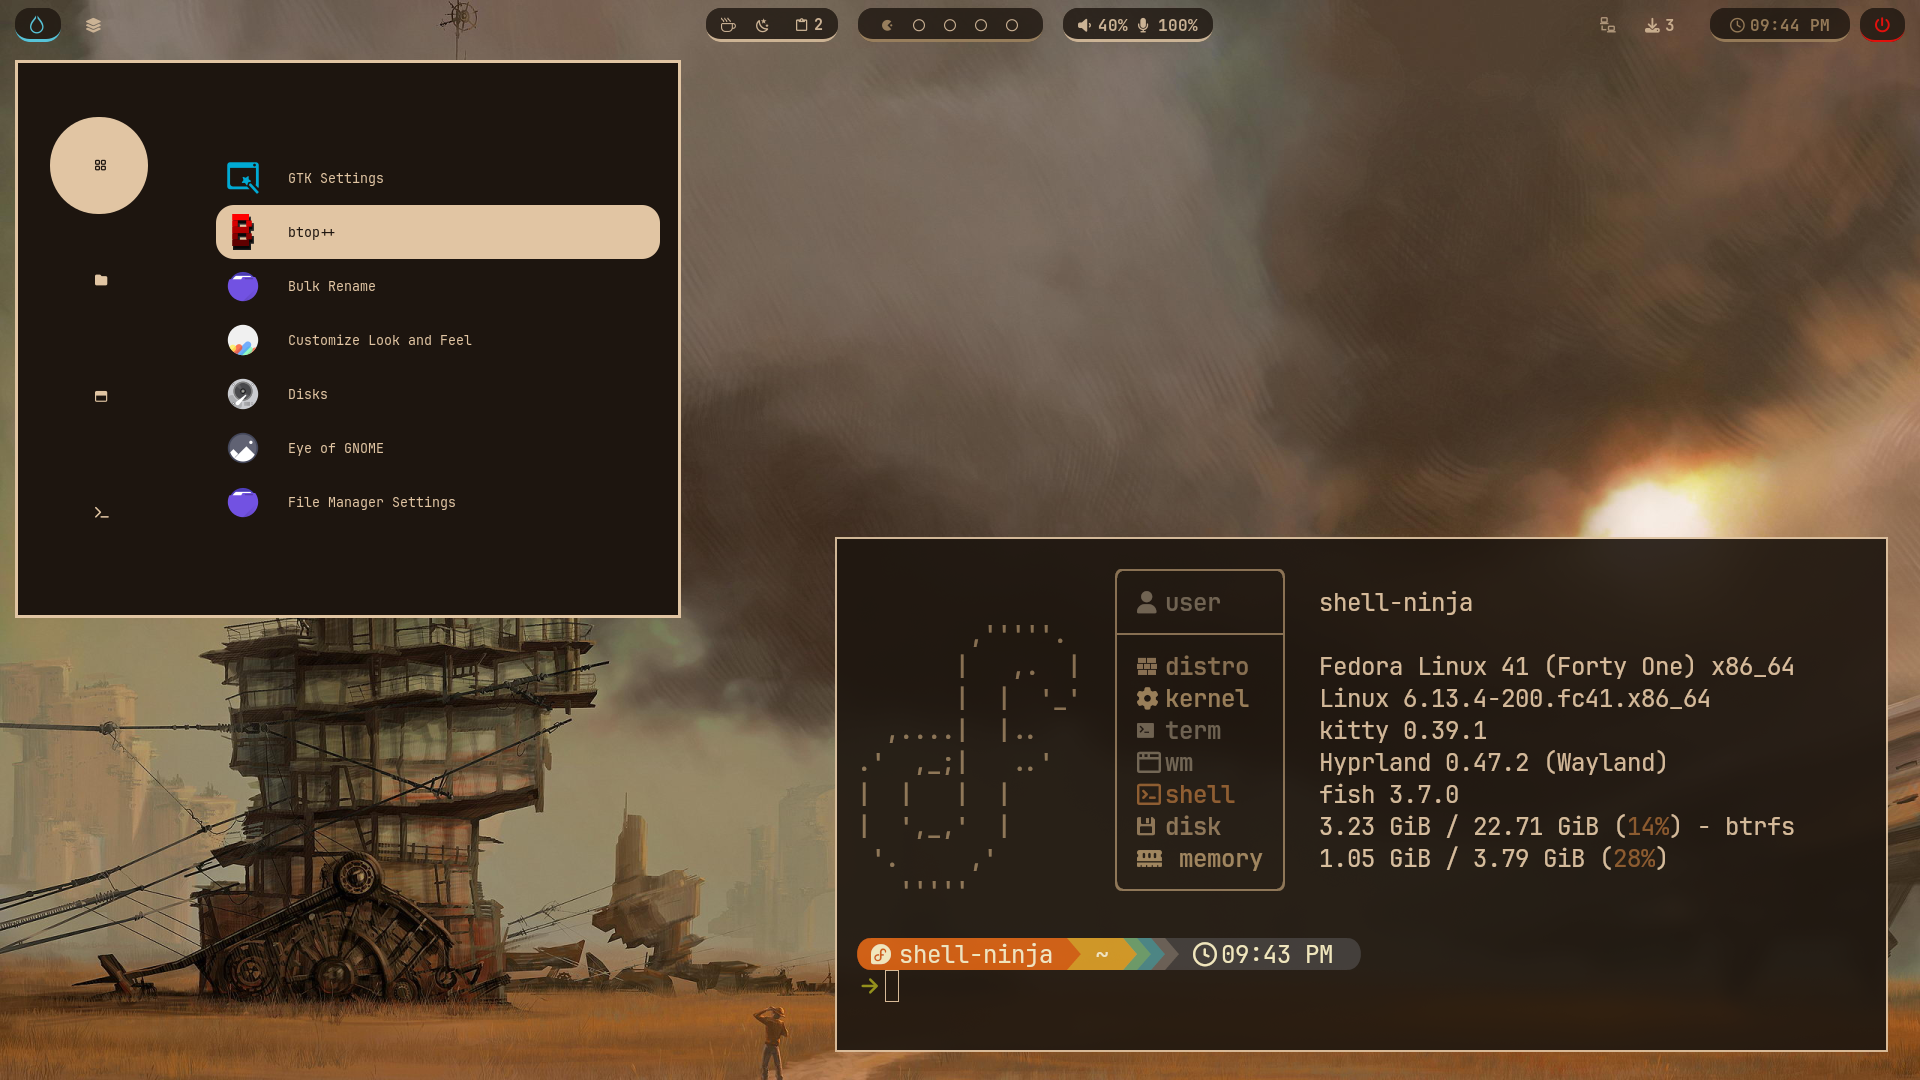 2
40% 100%
3
09:44 PM
GTK Settings
btop++
Bulk Rename
Customize Look and Feel
Disks
Eye of GNOME
File Manager Settings
user shell-ninja
distro Fedora Linux 41 (Forty One) x86_64
kernel Linux 6.13.4-200.fc41.x86_64
term kitty 0.39.1
wm Hyprland 0.47.2 (Wayland)
shell fish 3.7.0
disk 3.23 GiB / 22.71 GiB (14%) - btrfs
memory 1.05 GiB / 3.79 GiB (28%)
shell-ninja ~ 09:43 PM